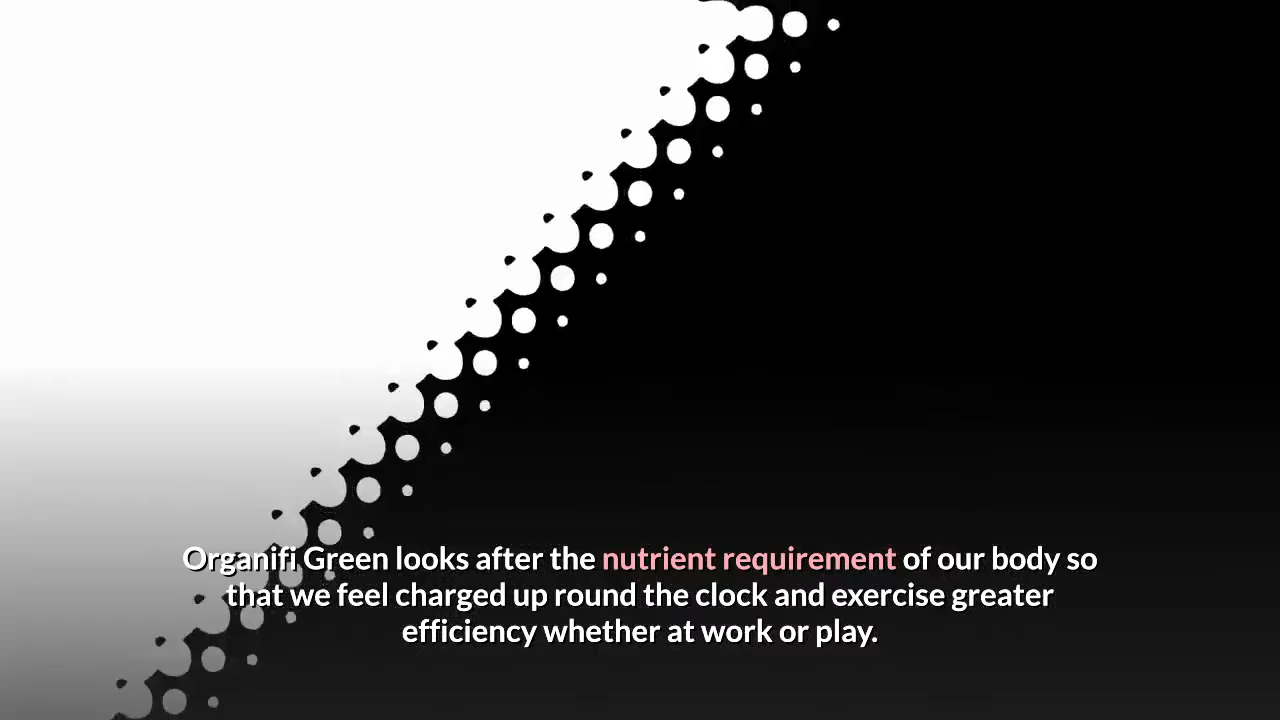 Organifi Green looks after the nutrient requirement of our body so
that we feel charged up round the clock and exercise greater
efficiency whether at work or play.